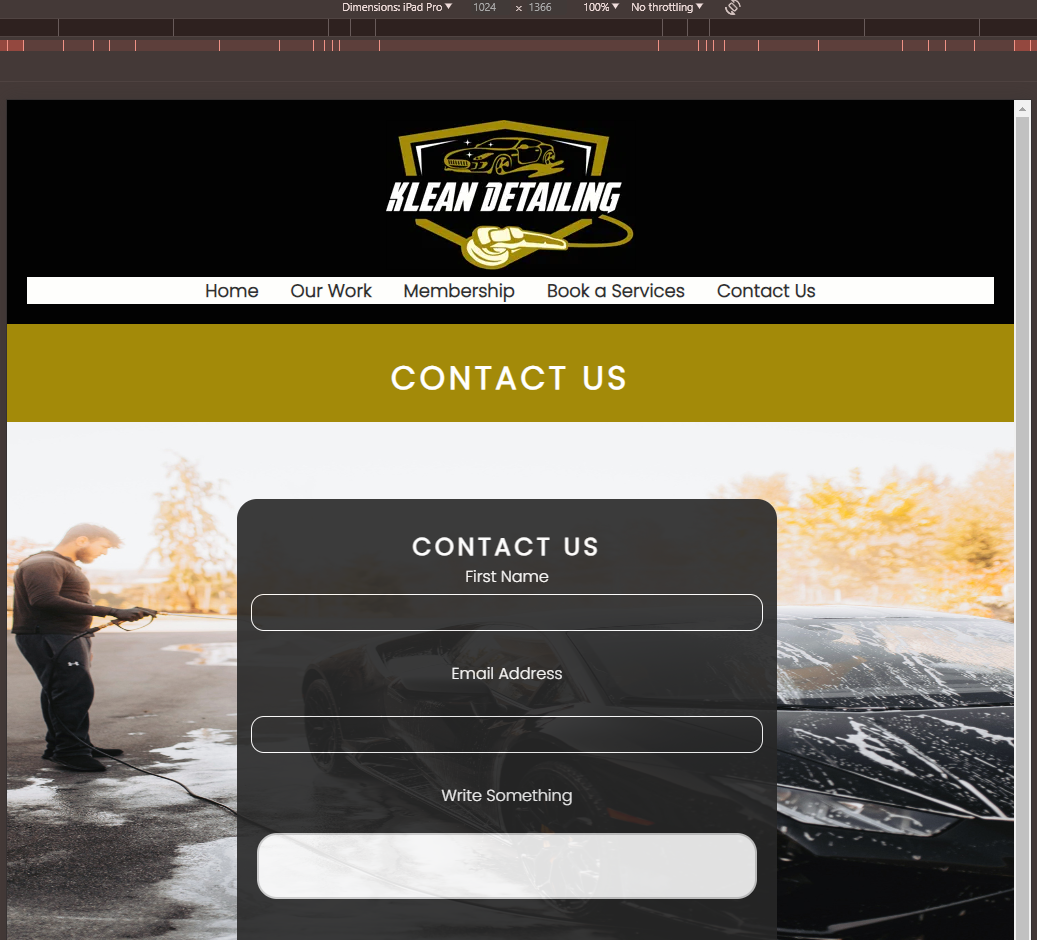 Dimensions: iPad Pro ▼ 1024 × 1366 100% ▼ No throttling ▼
KLEAN DETAILING
Home Our Work Membership Book a Services Contact Us
CONTACT US
CONTACT US
First Name
Email Address
Write Something